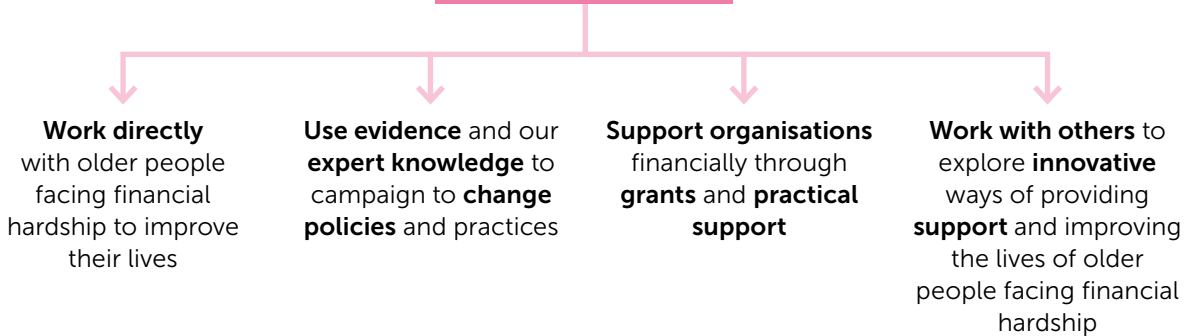 Work directly
with older people
facing financial
hardship to improve
their lives
Use evidence and our
expert knowledge to
campaign to change
policies and practices
Support organisations
financially through
grants and practical
support
Work with others to
explore innovative
ways of providing
support and improving
the lives of older
people facing financial
hardship